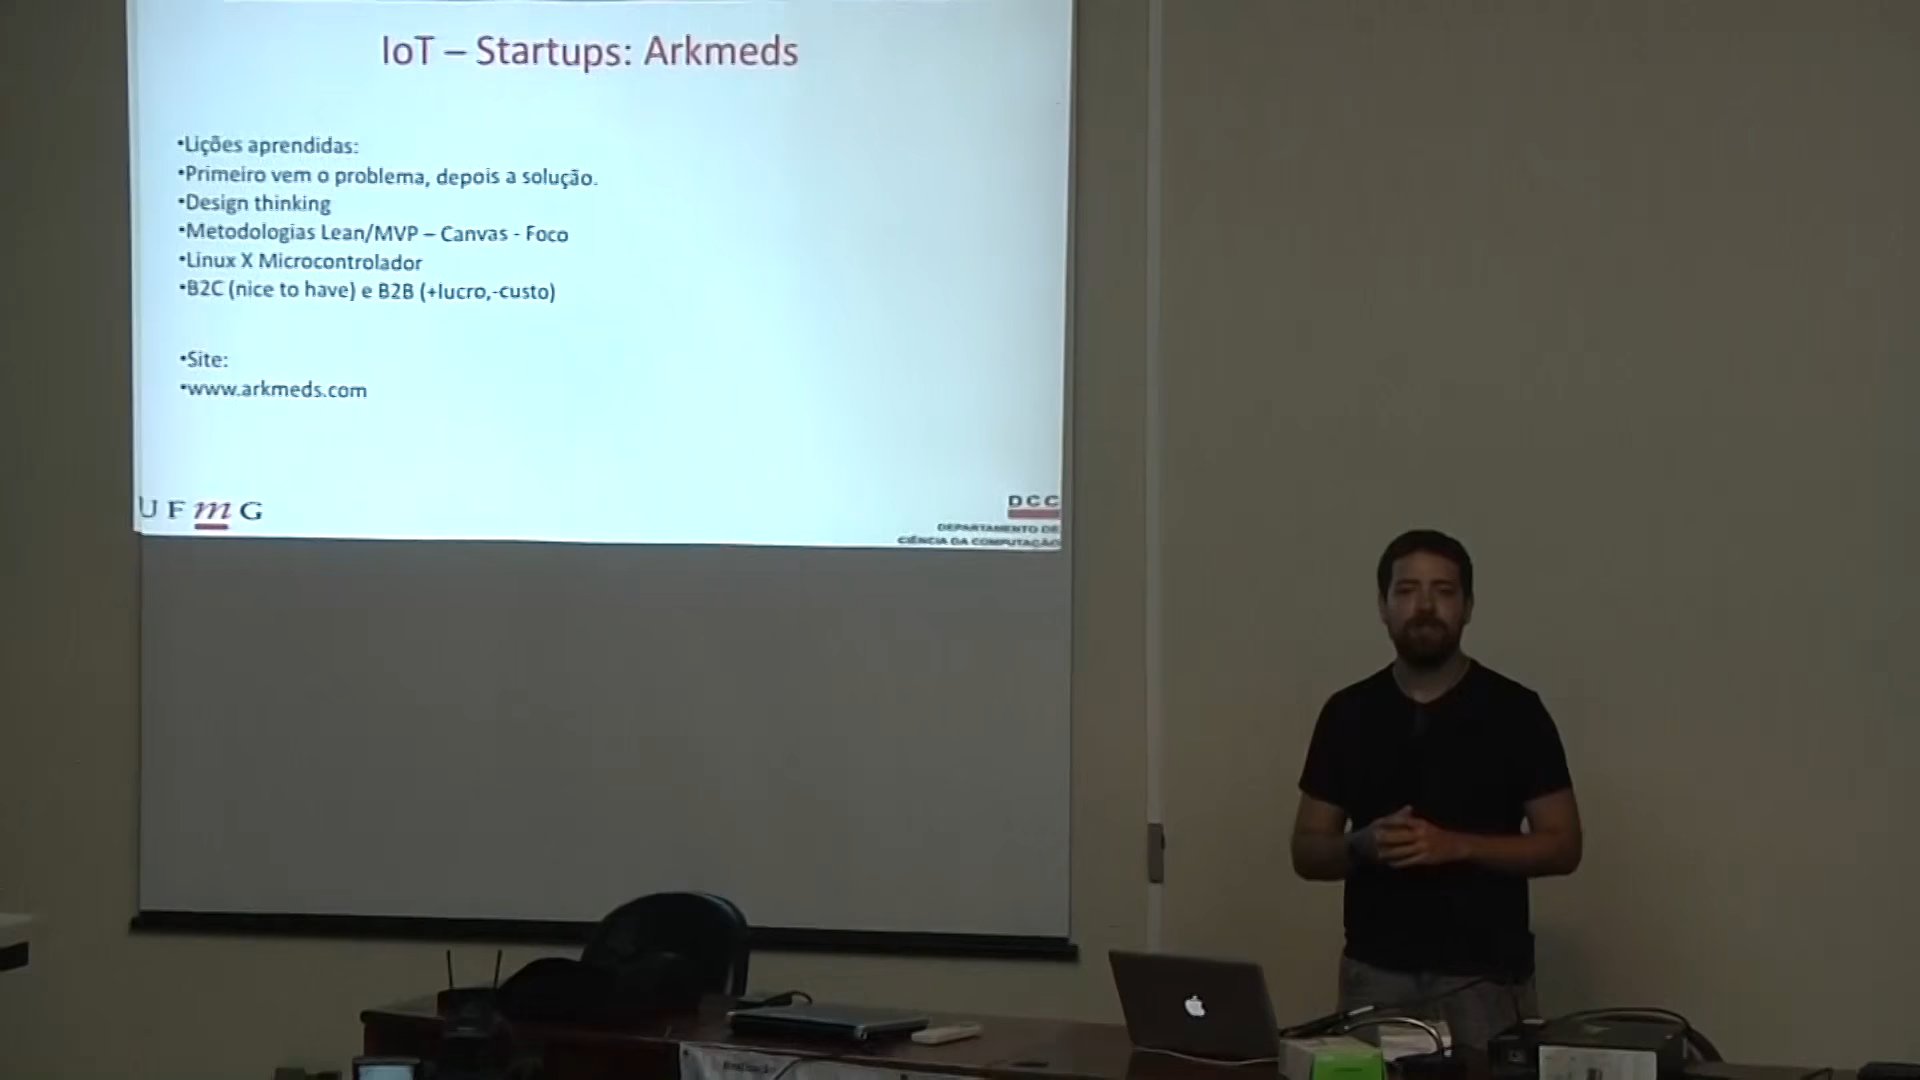 IoT – Startups: Arkmeds
•Lições aprendidas:
•Primeiro vem o problema, depois a solução.
•Design thinking
•Metodologias Lean/MVP – Canvas - Foco
•Linux X Microcontrolador
•B2C (nice to have) e B2B (+lucro,-custo)
•Site:
•www.arkmeds.com
UFmG
DCC
DEPARTAMENTO DE
CIÊNCIA DA COMPUTAÇÃO